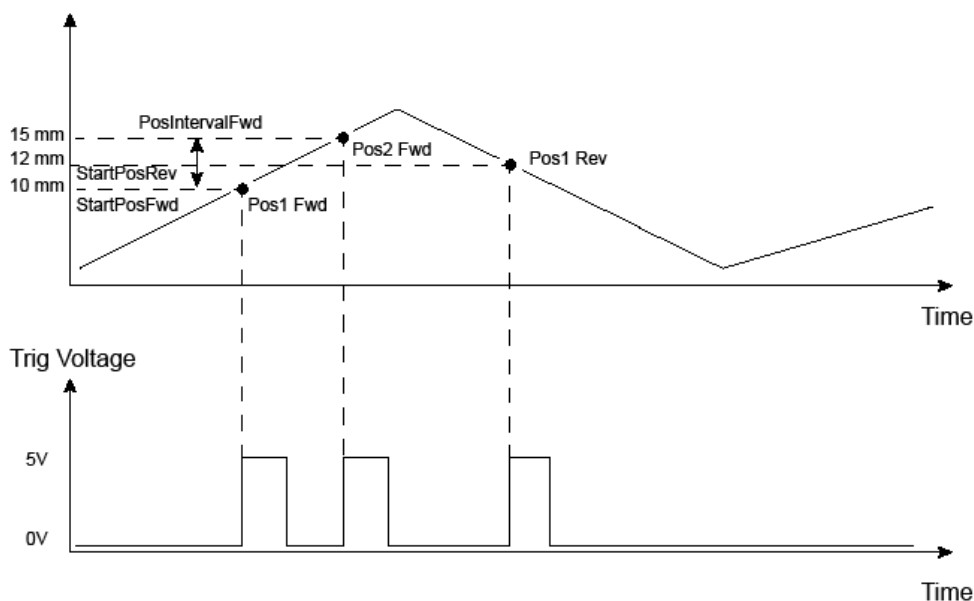 PosIntervalFwd
15 mm
Pos2 Fwd
12 mm
Pos1 Rev
StartPosRev
10 mm
StartPosFwd
Pos1 Fwd
Time
Trig Voltage
5V
0V
Time